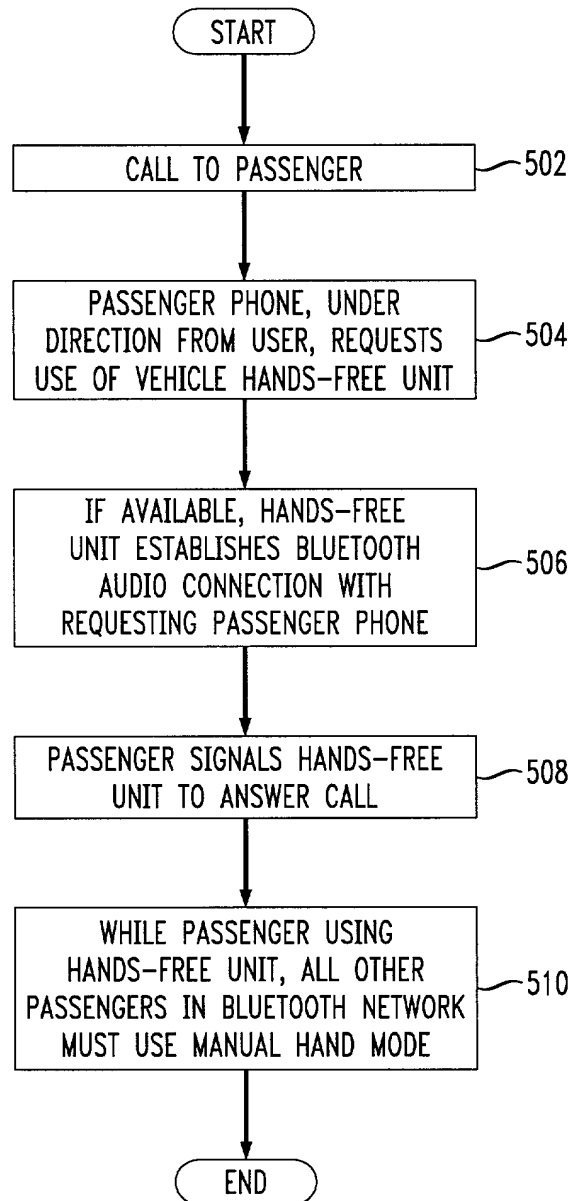 START
CALL TO PASSENGER
502
PASSENGER PHONE, UNDER
DIRECTION FROM USER, REQUESTS
USE OF VEHICLE HANDS-FREE UNIT
504
IF AVAILABLE, HANDS-FREE
UNIT ESTABLISHES BLUETOOTH
AUDIO CONNECTION WITH
REQUESTING PASSENGER PHONE
506
PASSENGER SIGNALS HANDS-FREE
UNIT TO ANSWER CALL
508
WHILE PASSENGER USING
HANDS-FREE UNIT, ALL OTHER
PASSENGERS IN BLUETOOTH NETWORK
MUST USE MANUAL HAND MODE
510
END